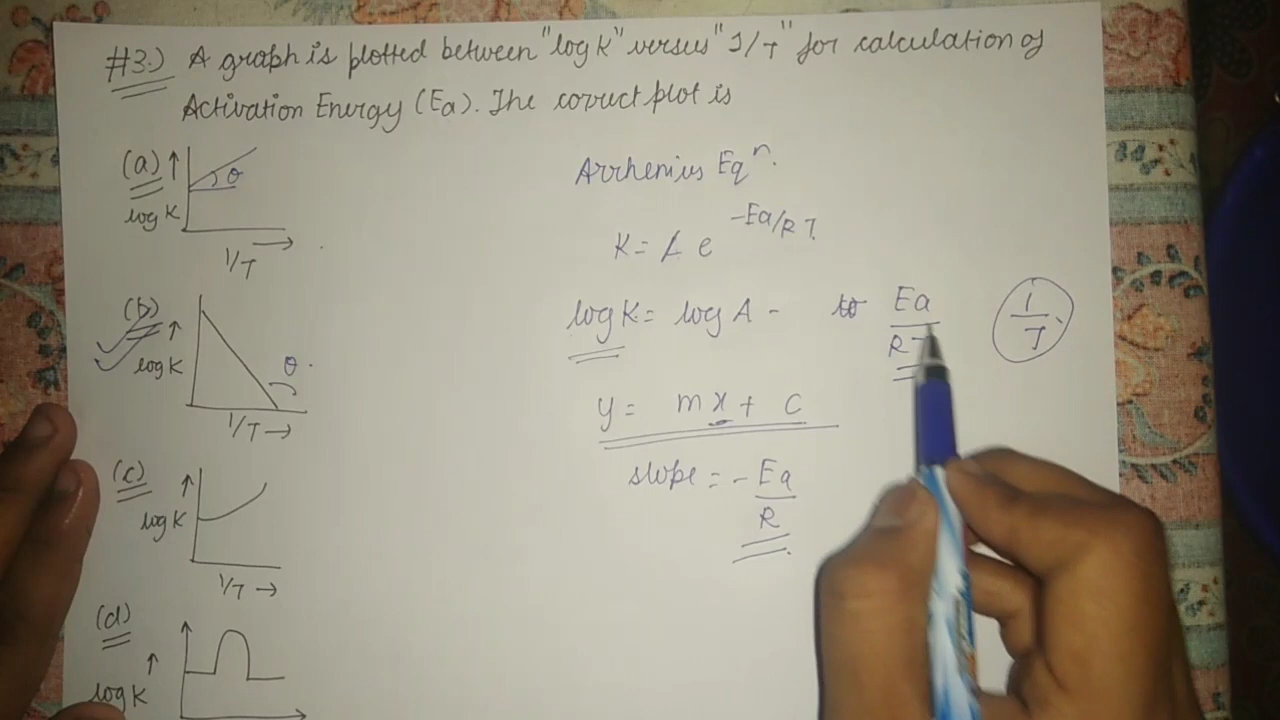 #3.) A graph is plotted between "log K" versus "1/T" for calculation of
Activation Energy (Ea). The correct plot is
(a) ↑ θ
log K
1/T →
(b) ↑
log K θ
1/T →
(c) ↑
log K
1/T →
(d) ↑
log K
Arrhenius Eqn.
K = A e -Ea/RT.
log K = log A - Ea/RT 1/T
y = mx + c
slope = - Ea/R